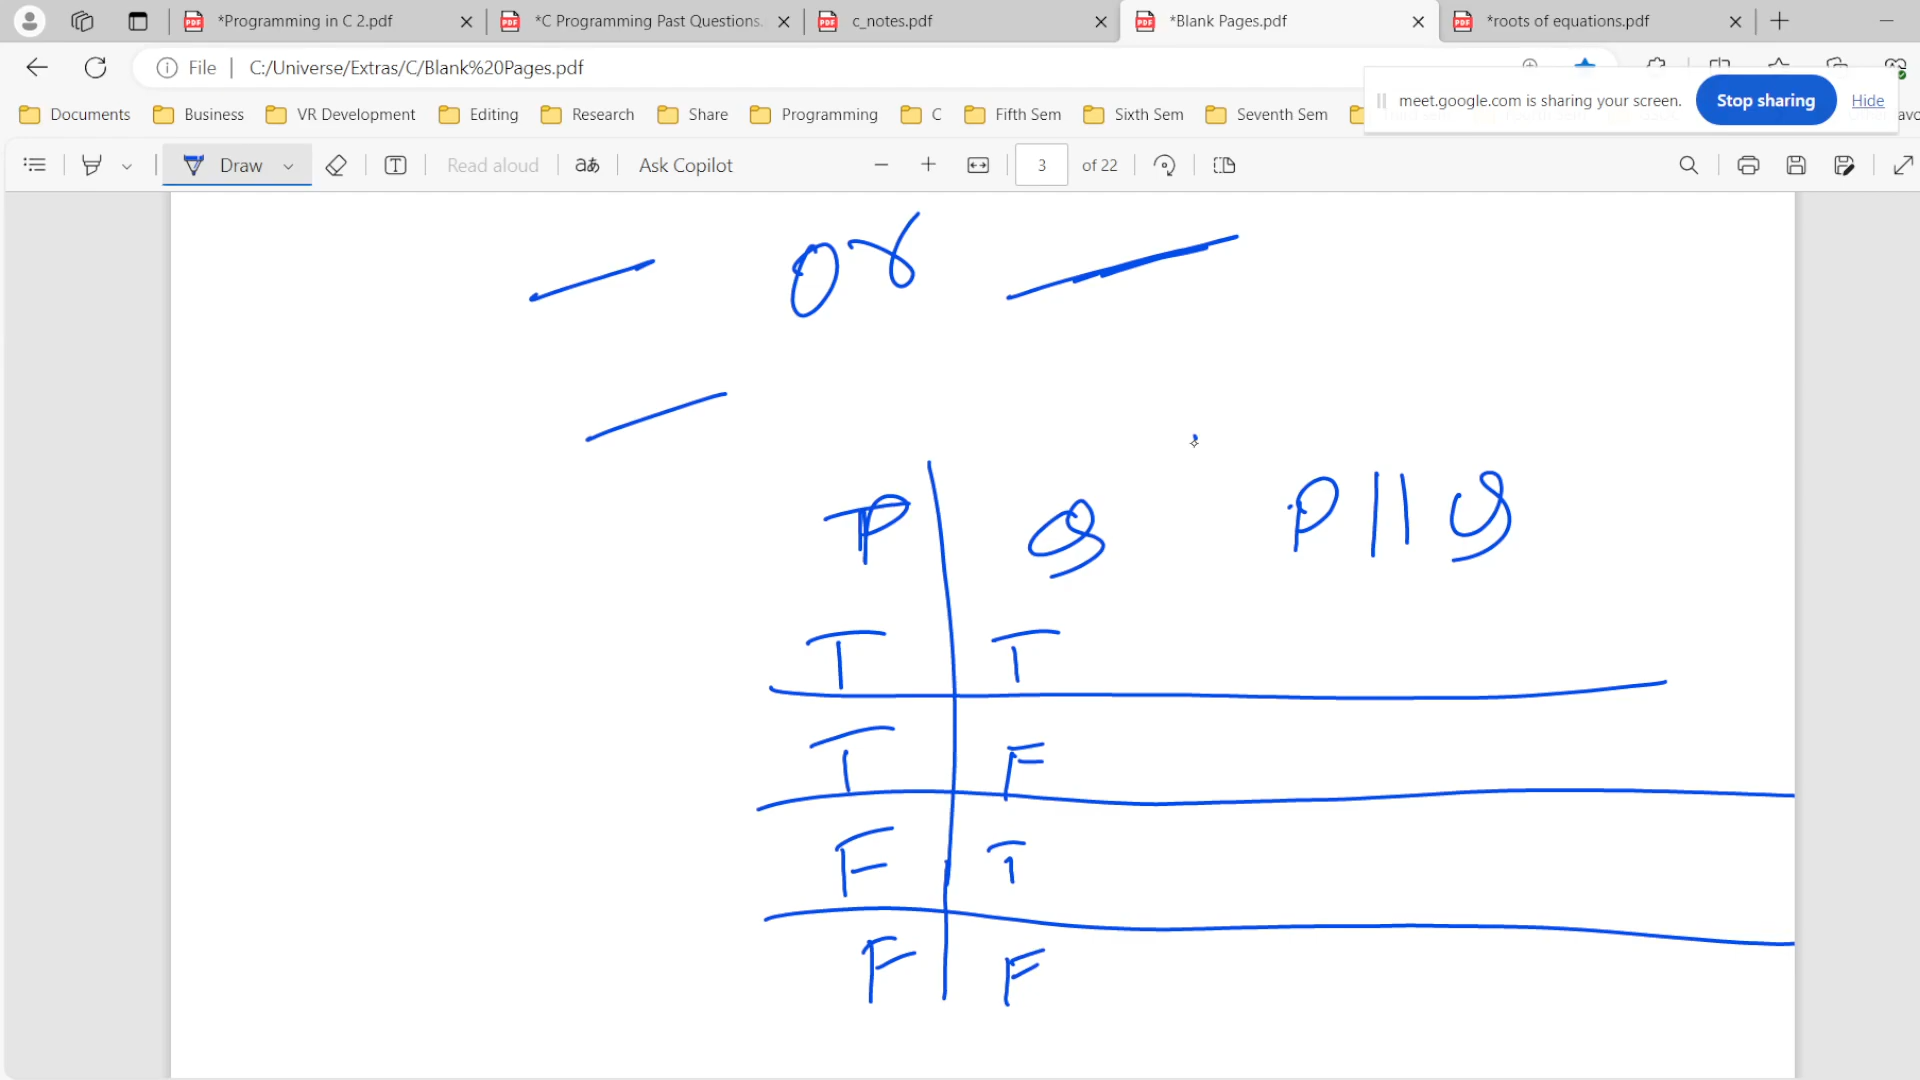 *Programming in C 2.pdf *C Programming Past Questions. c_notes.pdf *Blank Pages.pdf *roots of equations.pdf
File C:/Universe/Extras/C/Blank%20Pages.pdf
meet.google.com is sharing your screen. Stop sharing Hide
Documents Business VR Development Editing Research Share Programming C Fifth Sem Sixth Sem Seventh Sem
Draw Read aloud aあ Ask Copilot 3 of 22
or
P Q P || Q
T T
T F
F T
F F